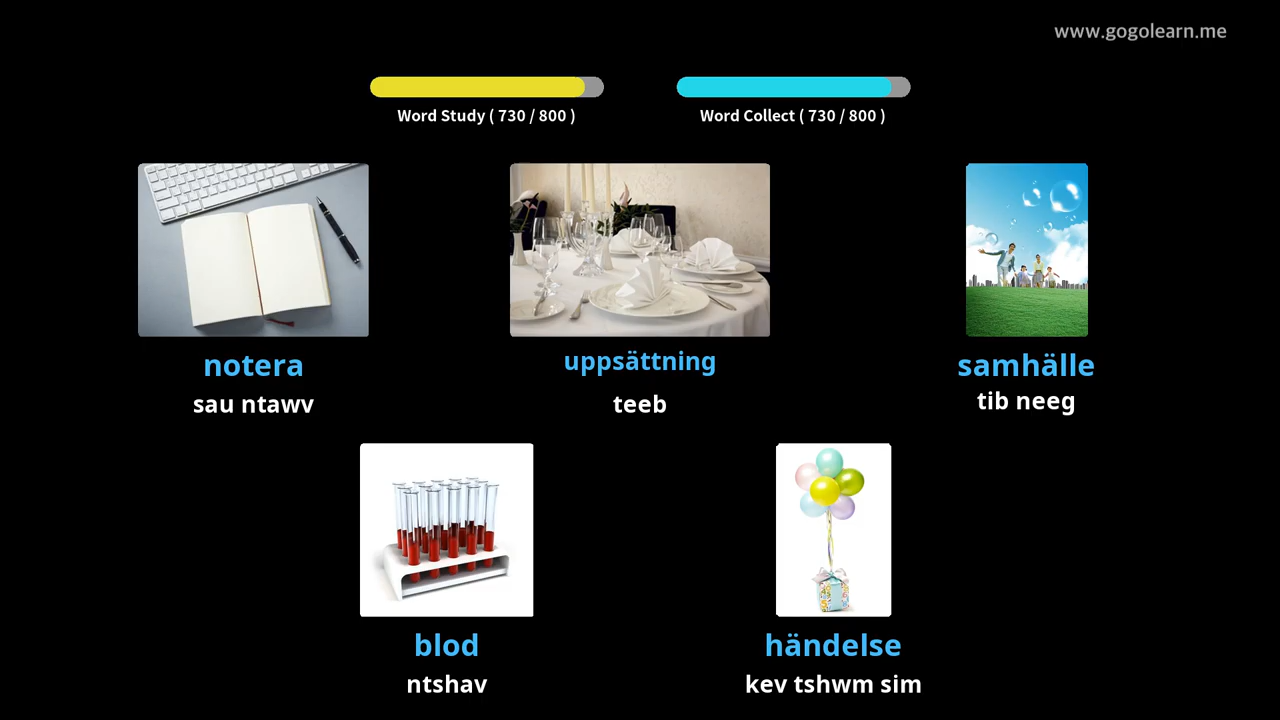 www.gogolearn.me
Word Study ( 730 / 800 )
Word Collect ( 730 / 800 )
notera
sau ntawv
uppsättning
teeb
samhälle
tib neeg
blod
ntshav
händelse
kev tshwm sim